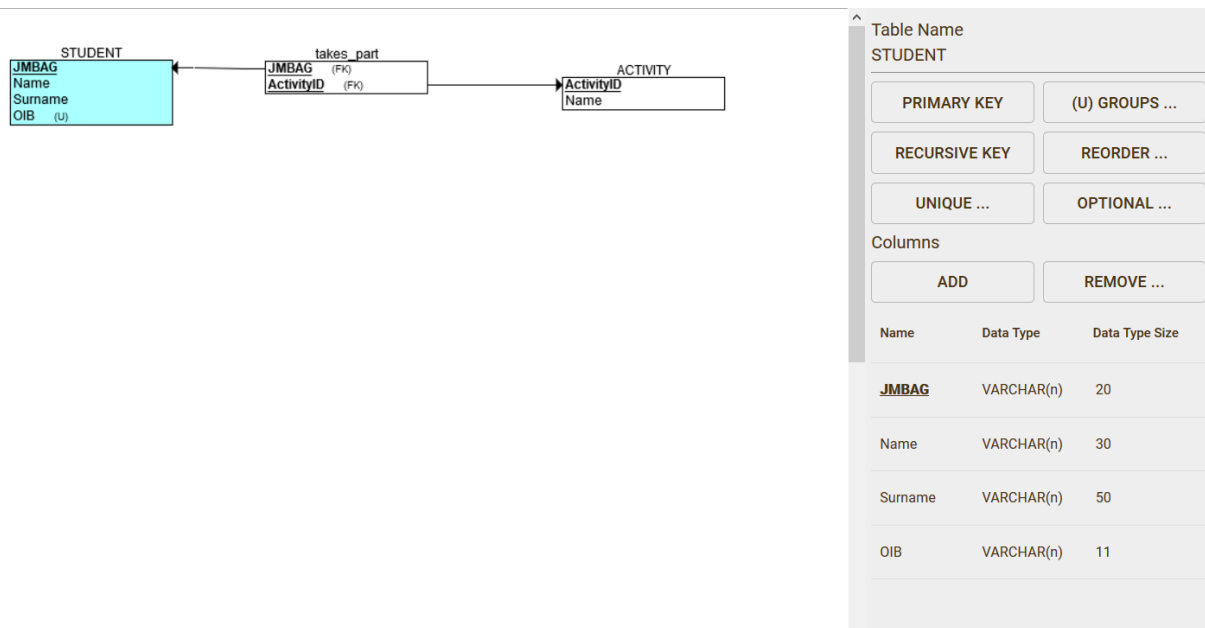 STUDENT
JMBAG
Name
Surname
OIB (U)
takes_part
JMBAG (FK)
ActivityID (FK)
ACTIVITY
ActivityID
Name
Table Name
STUDENT
PRIMARY KEY (U) GROUPS ...
RECURSIVE KEY REORDER ...
UNIQUE ... OPTIONAL ...
Columns
ADD REMOVE ...
Name Data Type Data Type Size
JMBAG VARCHAR(n) 20
Name VARCHAR(n) 30
Surname VARCHAR(n) 50
OIB VARCHAR(n) 11